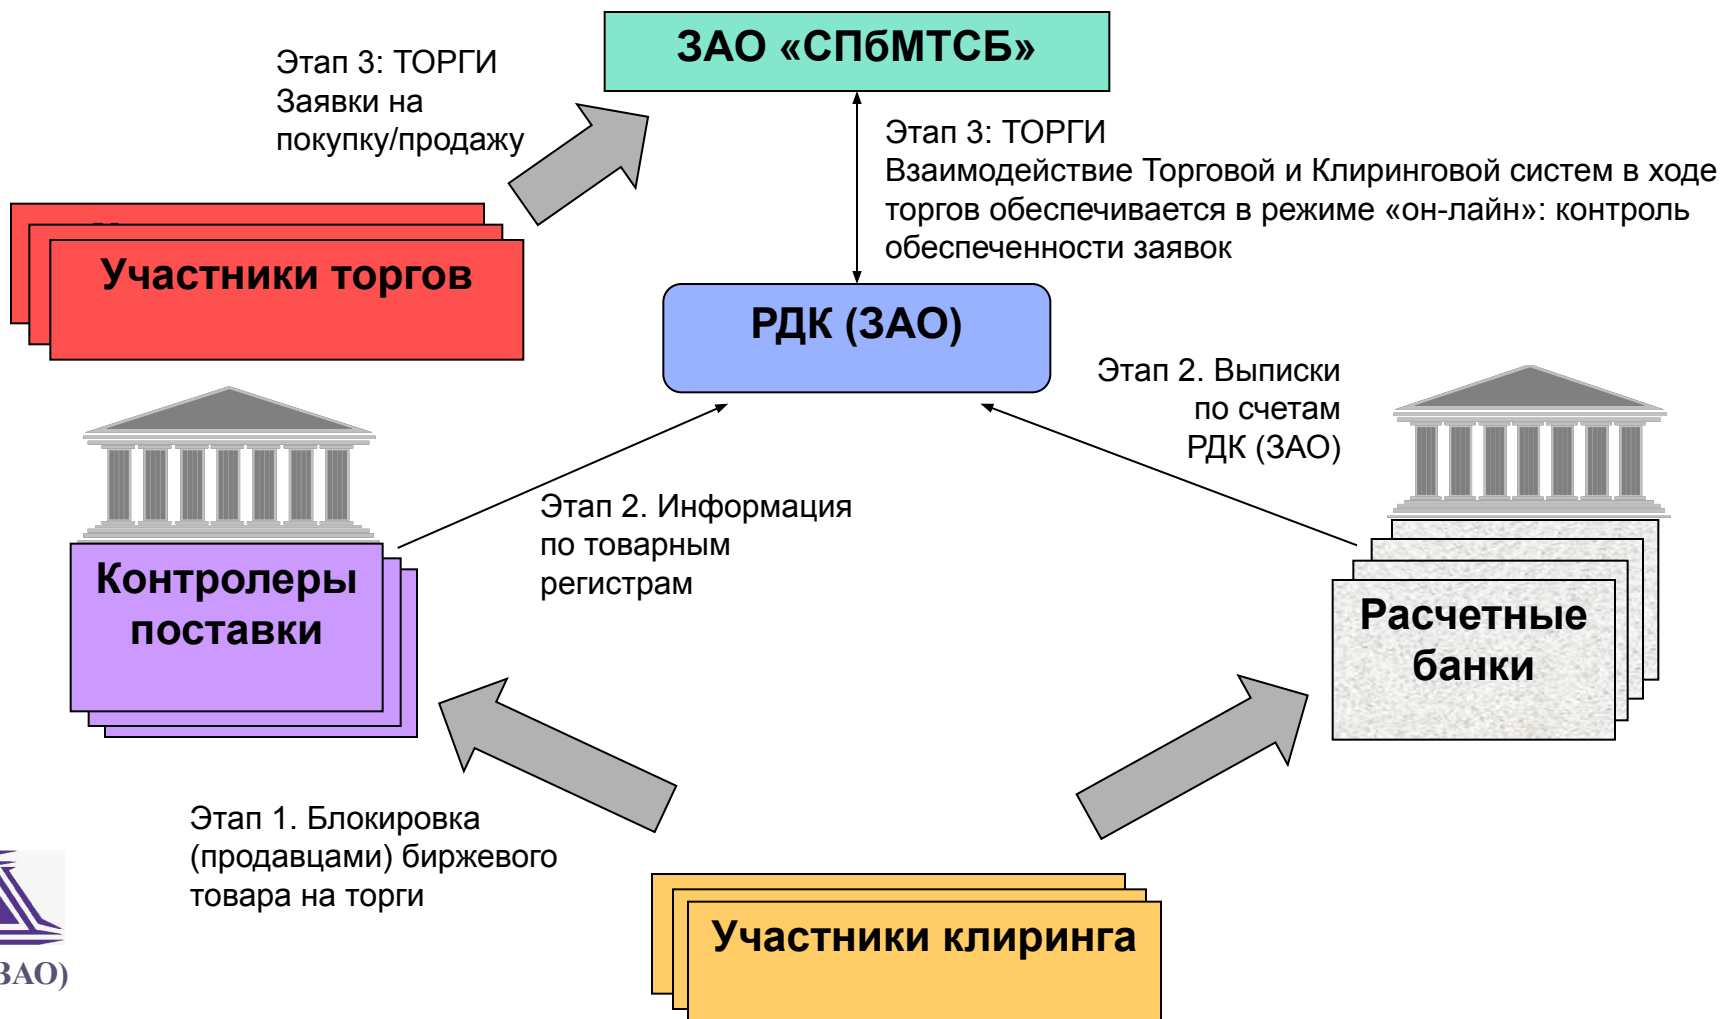 ЗАО «СПбМТСБ»
Этап 3: ТОРГИ
Заявки на
покупку/продажу
Этап 3: ТОРГИ
Взаимодействие Торговой и Клиринговой систем в ходе
торгов обеспечивается в режиме «он-лайн»: контроль
обеспеченности заявок
Участники торгов
РДК (ЗАО)
Этап 2. Выписки
по счетам
РДК (ЗАО)
Этап 2. Информация
по товарным
регистрам
Контролеры
поставки
Расчетные
банки
Этап 1. Блокировка
(продавцами) биржевого
товара на торги
Участники клиринга
ЗАО)